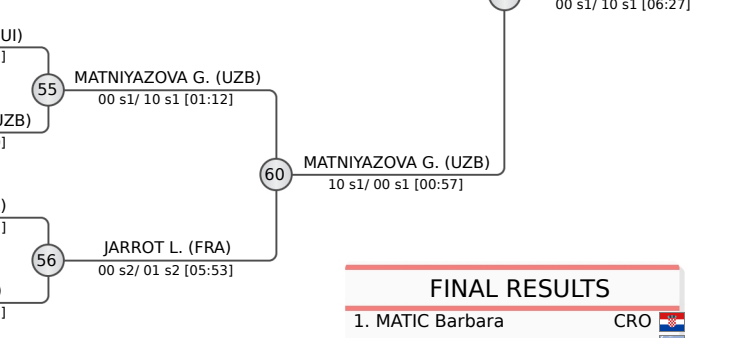 00 s1/ 10 s1 [06:27]
UI)
]
55
MATNIYAZOVA G. (UZB)
00 s1/ 10 s1 [01:12]
UZB)
]
60
MATNIYAZOVA G. (UZB)
10 s1/ 00 s1 [00:57]
)
]
56
JARROT L. (FRA)
00 s2/ 01 s2 [05:53]
)
]
FINAL RESULTS
1. MATIC Barbara CRO